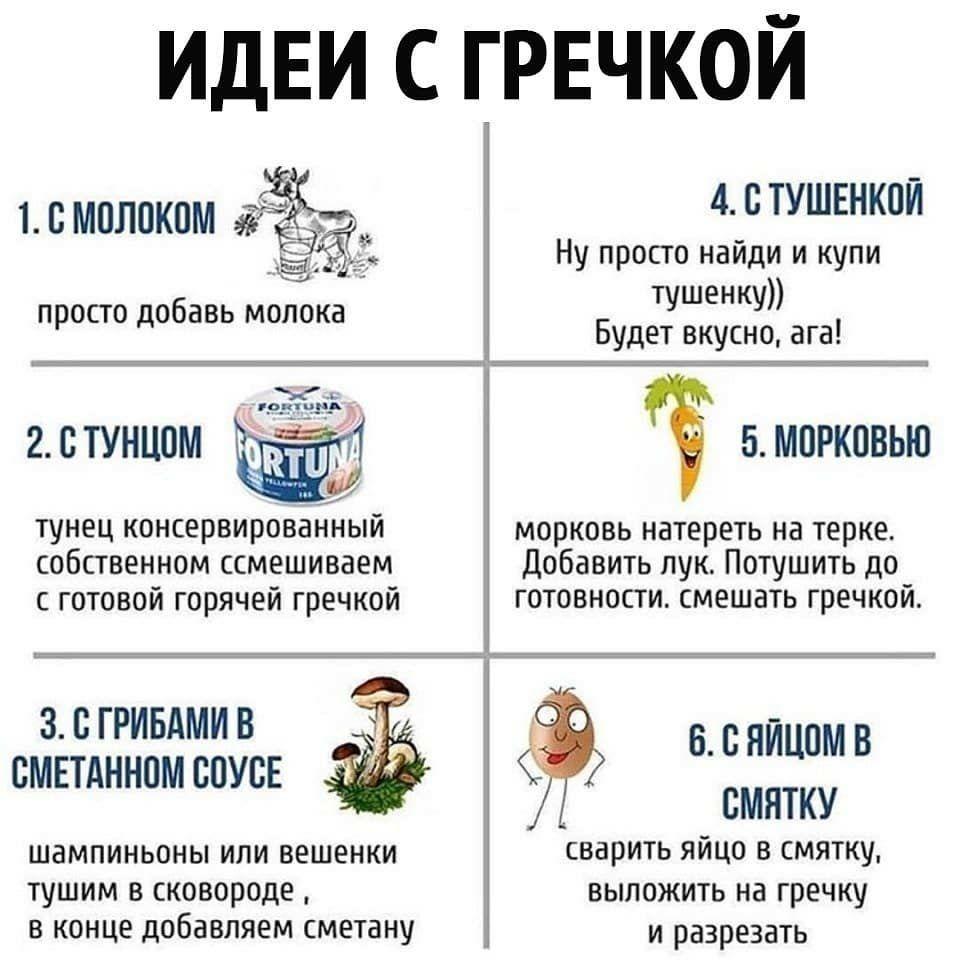 ИДЕИ С ГРЕЧКОЙ
1. С МОЛОКОМ
просто добавь молока
4. С ТУШЕНКОЙ
Ну просто найди и купи
тушенку))
Будет вкусно, ага!
2. С ТУНЦОМ
FORTUNA
FORTUNA
YELLOWFIN
тунец консервированный
собственном ссмешиваем
с готовой горячей гречкой
5. МОРКОВЬЮ
морковь натереть на терке.
Добавить лук. Потушить до
готовности. смешать гречкой.
3. С ГРИБАМИ В
СМЕТАННОМ СОУСЕ
шампиньоны или вешенки
тушим в сковороде ,
в конце добавляем сметану
6. С ЯЙЦОМ В
СМЯТКУ
сварить яйцо в смятку,
выложить на гречку
и разрезать